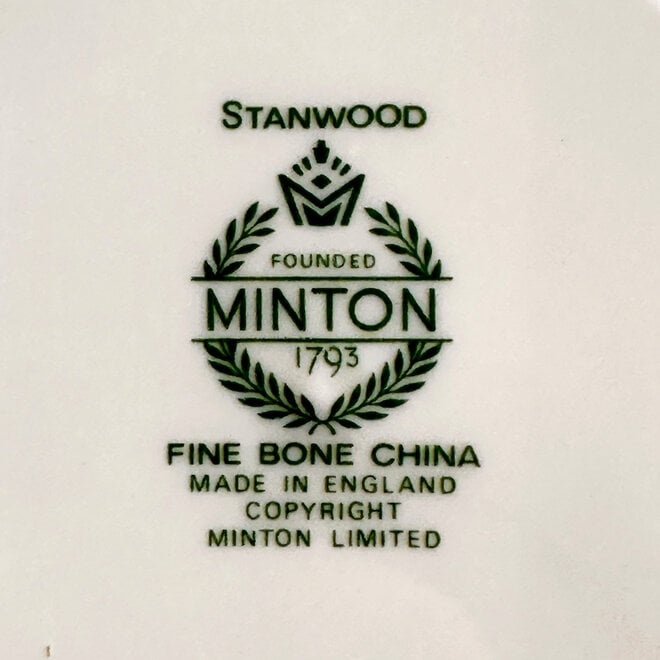 STANWOOD
FOUNDED
MINTON
1793
FINE BONE CHINA
MADE IN ENGLAND
COPYRIGHT
MINTON LIMITED